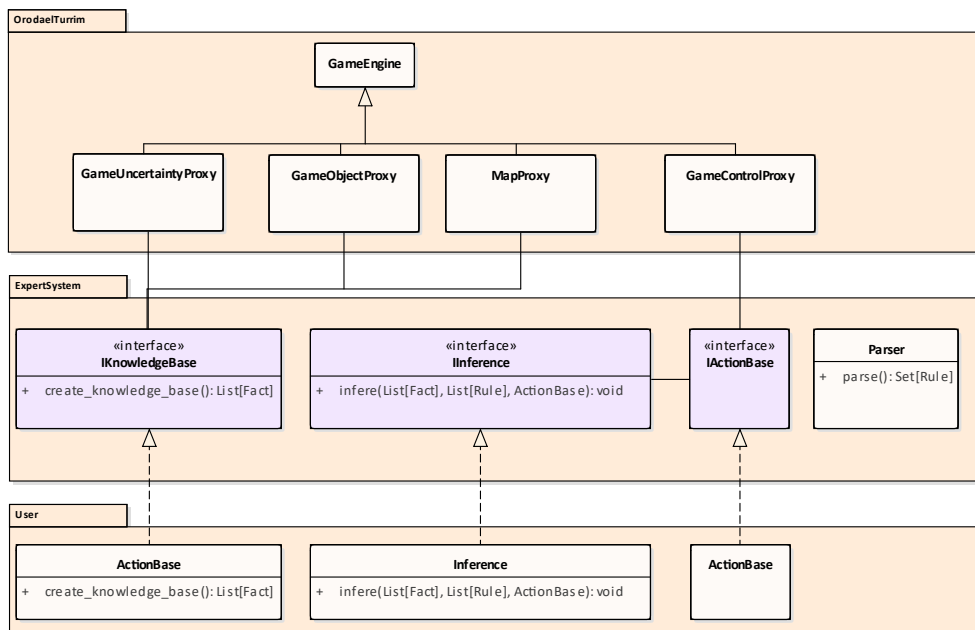 OrodaelTurrim
GameEngine
GameUncertaintyProxy
GameObjectProxy
MapProxy
GameControlProxy
ExpertSystem
«interface»
IKnowledgeBase
+ create_knowledge_base(): List[Fact]
«interface»
IInference
+ infere(List[Fact], List[Rule], ActionBase): void
«interface»
IActionBase
Parser
+ parse(): Set[Rule]
User
ActionBase
+ create_knowledge_base(): List[Fact]
Inference
+ infere(List[Fact], List[Rule], ActionBase): void
ActionBase